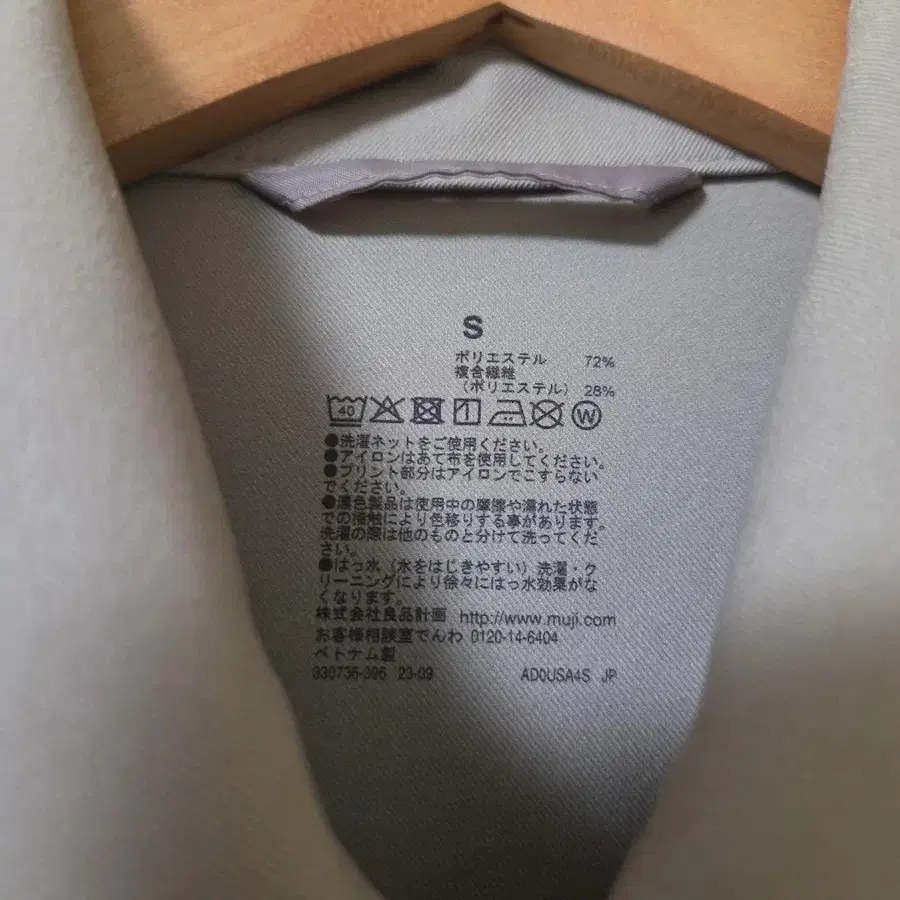 S
ポリエステル 72%
複合繊維
（ポリエステル）28%
40 W
●洗濯ネットをご使用ください。
●アイロンはあて布を使用してください。
●プリント部分はアイロンでこすらない
でください。
●濃色製品は使用中の摩擦や濡れた状態
での接触により色移りする事があります。
洗濯の際は他のものと分けて洗ってくだ
さい。
●はっ水（水をはじきやすい）洗濯・ク
リーニングにより徐々にはっ水効果がな
くなります。
株式会社良品計画 http://www.muji.com
お客様相談室でんわ 0120-14-6404
ベトナム製
330736-396 23-09 AD0USA4S JP